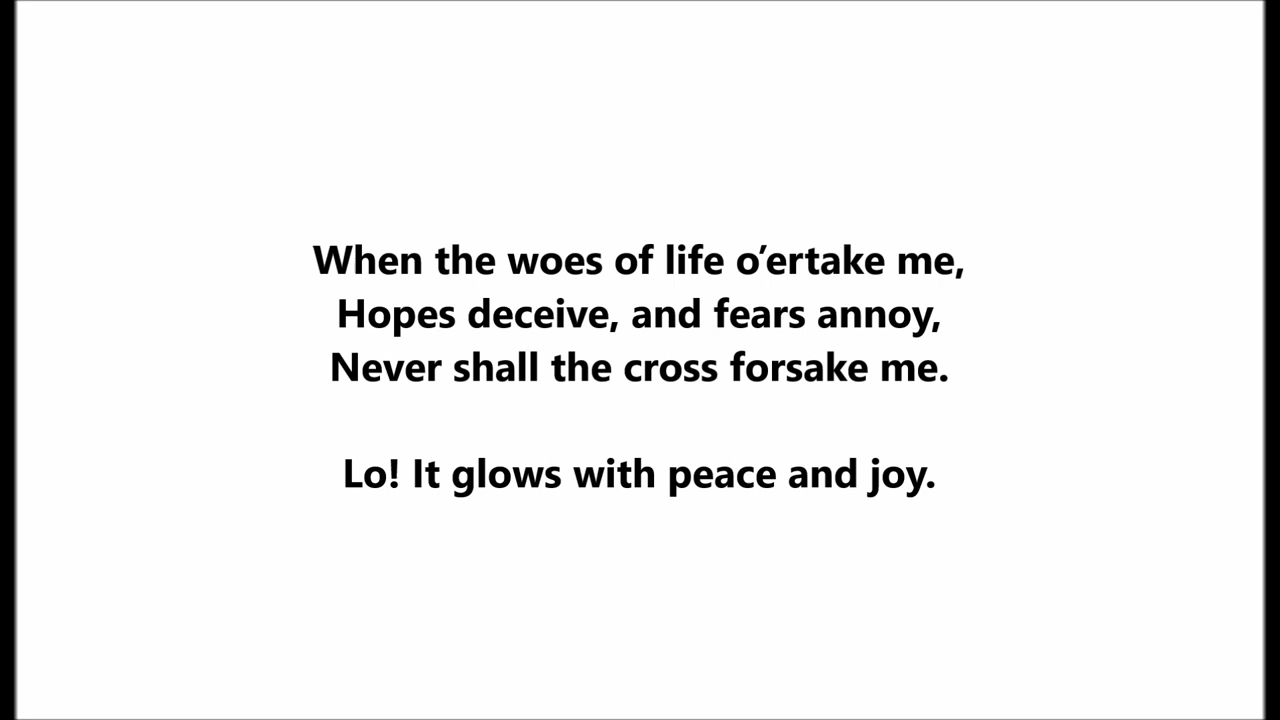 When the woes of life o’ertake me,
Hopes deceive, and fears annoy,
Never shall the cross forsake me.
Lo! It glows with peace and joy.